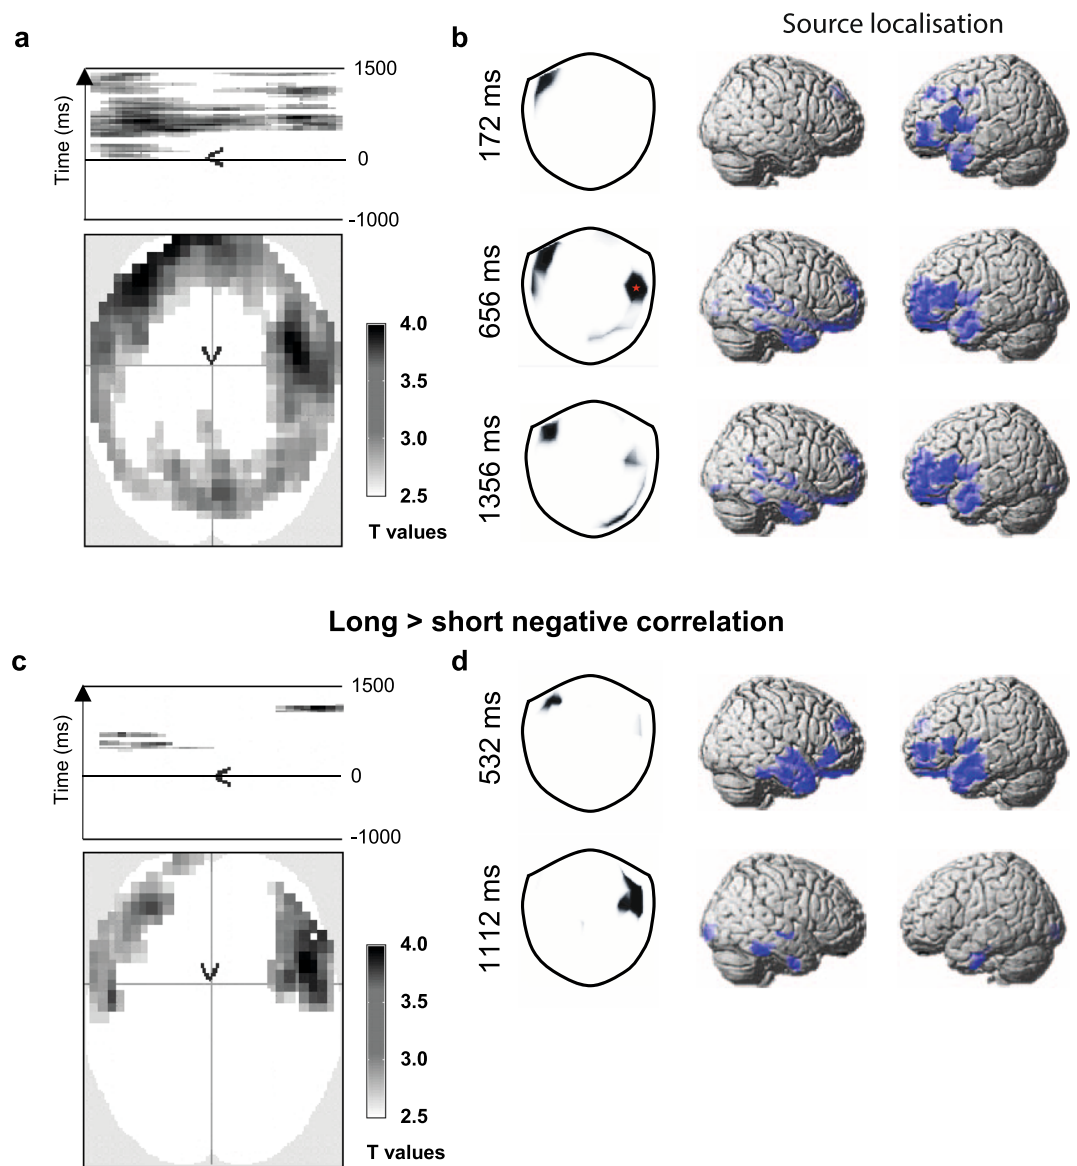 Source localisation
a
b
1500
Time (ms)
0
-1000
172 ms
656 ms
1356 ms
4.0
3.5
3.0
2.5
T values
Long > short negative correlation
c
d
1500
Time (ms)
0
-1000
532 ms
1112 ms
4.0
3.5
3.0
2.5
T values